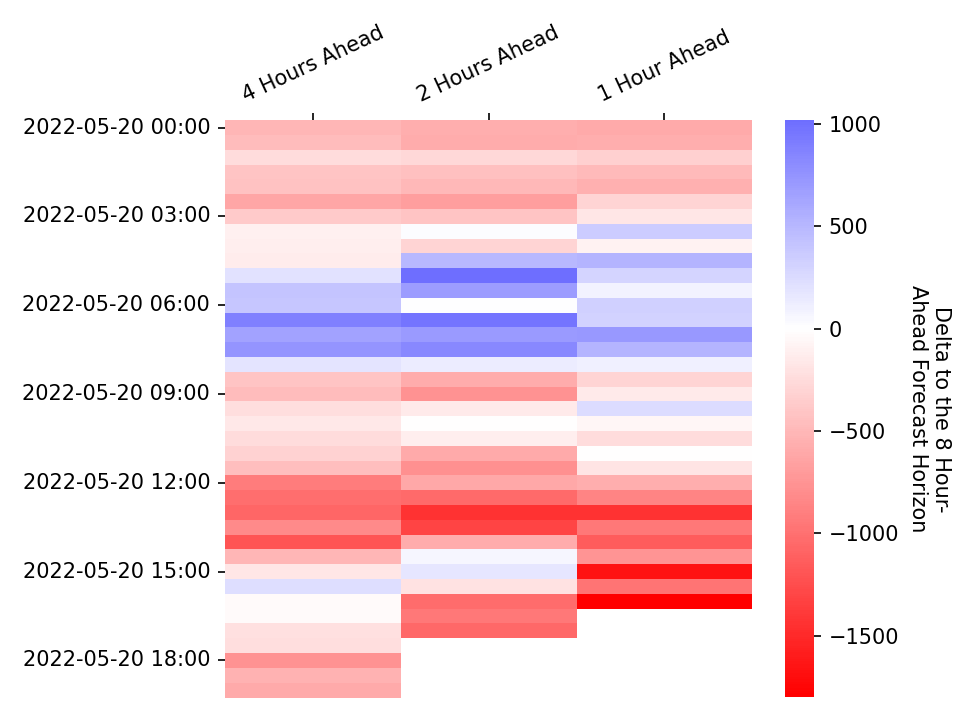 4 Hours Ahead
2 Hours Ahead
1 Hour Ahead
2022-05-20 00:00
2022-05-20 03:00
2022-05-20 06:00
2022-05-20 09:00
2022-05-20 12:00
2022-05-20 15:00
2022-05-20 18:00
1000
500
0
−500
−1000
−1500
Delta to the 8 Hour-
Ahead Forecast Horizon